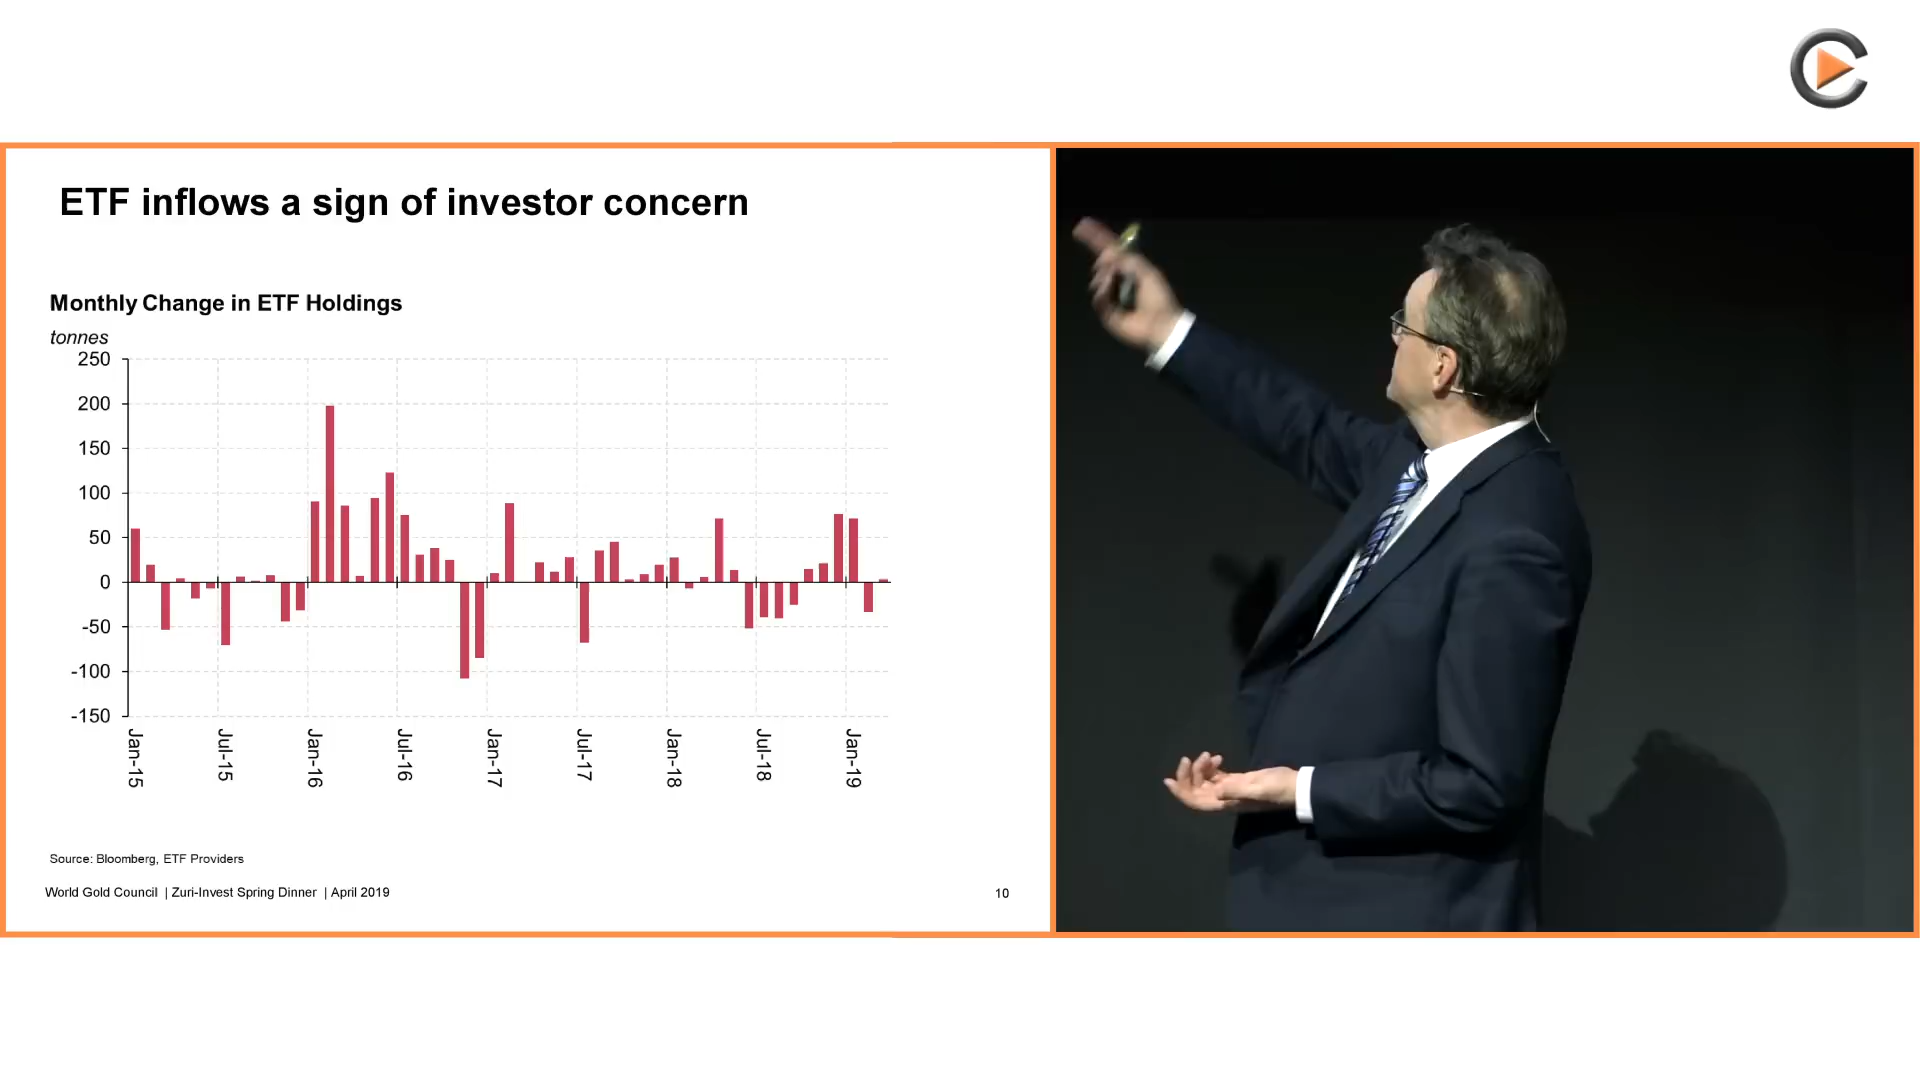 ETF inflows a sign of investor concern
Monthly Change in ETF Holdings
tonnes
250
200
150
100
50
0
-50
-100
-150
Jan-15
Jul-15
Jan-16
Jul-16
Jan-17
Jul-17
Jan-18
Jul-18
Jan-19
Source: Bloomberg, ETF Providers
World Gold Council | Zuri-Invest Spring Dinner | April 2019
10